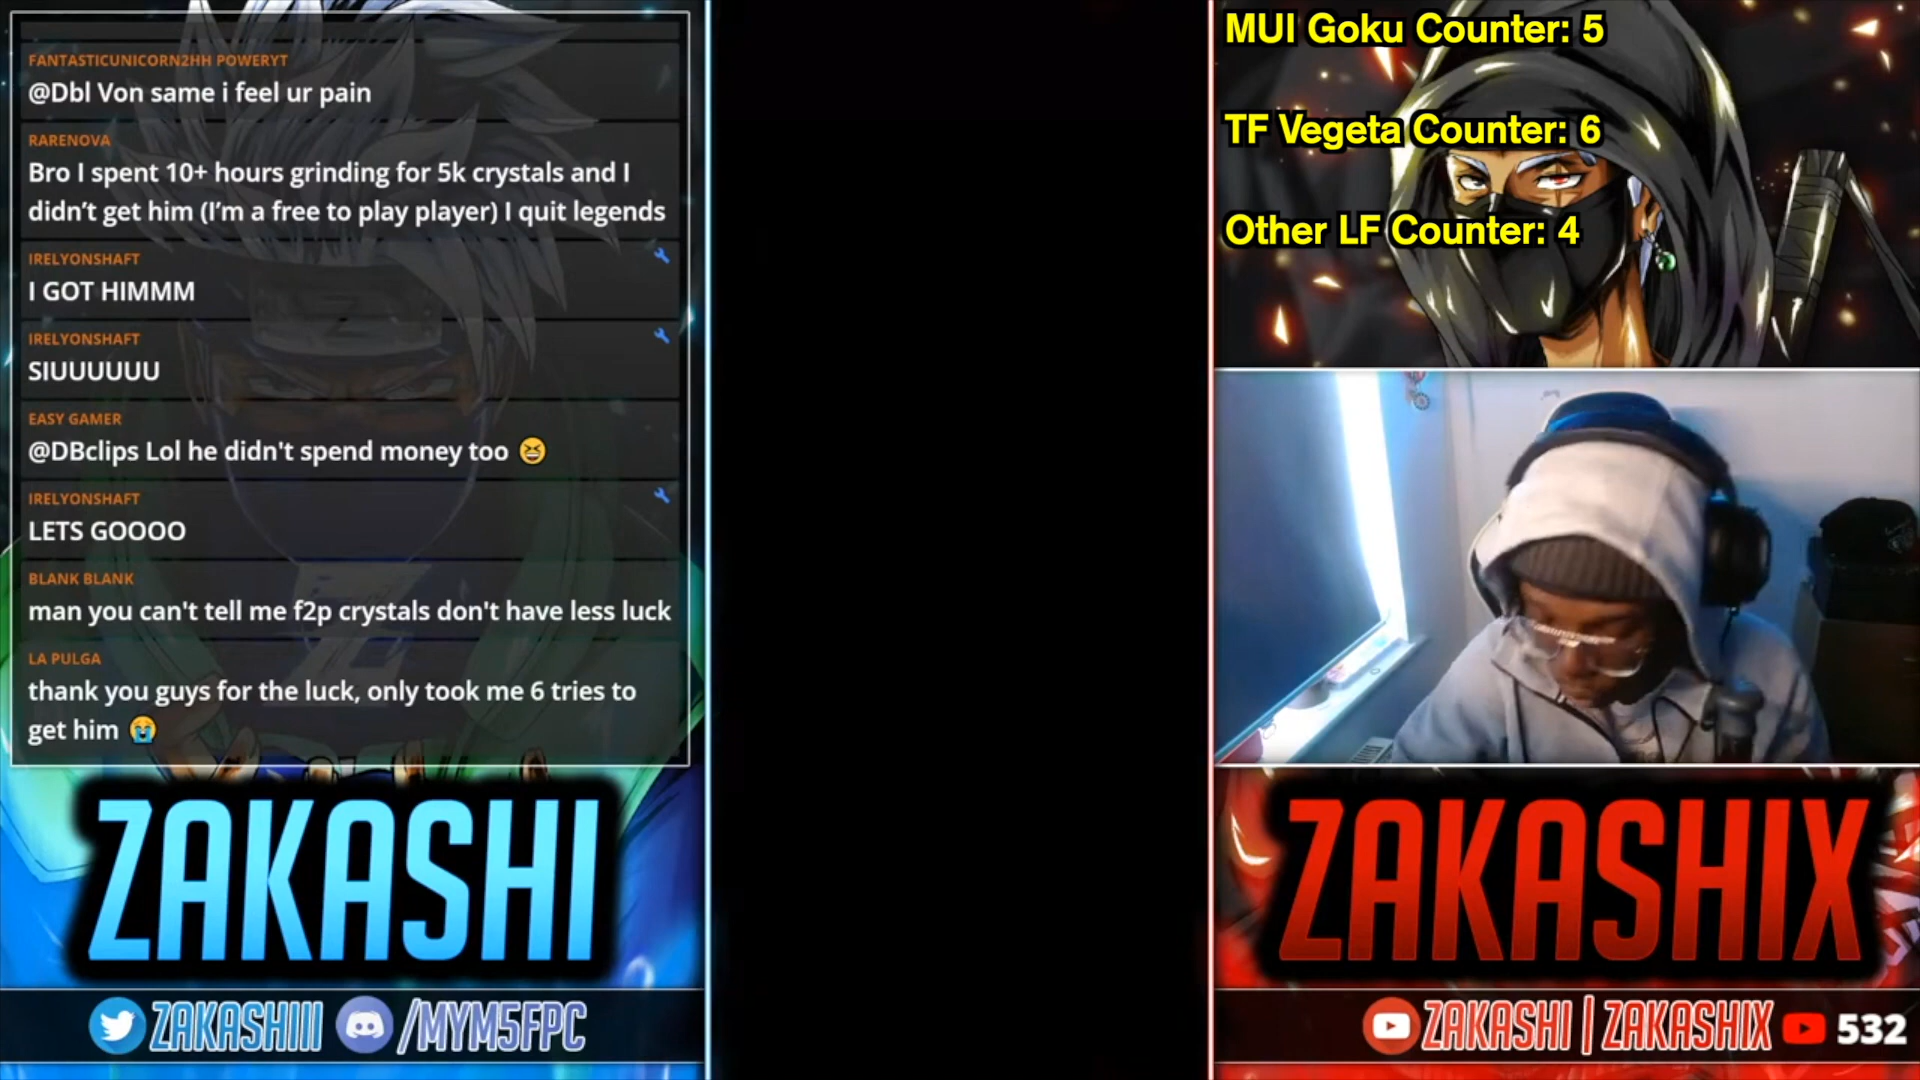 FANTASTICUNICORN2HH POWERYT
@Dbl Von same i feel ur pain
RARENOVA
Bro I spent 10+ hours grinding for 5k crystals and I
didn’t get him (I’m a free to play player) I quit legends
IRELYONSHAFT
I GOT HIMMM
IRELYONSHAFT
SIUUUUUU
EASY GAMER
@DBclips Lol he didn't spend money too 😆
IRELYONSHAFT
LETS GOOOO
BLANK BLANK
man you can't tell me f2p crystals don't have less luck
LA PULGA
thank you guys for the luck, only took me 6 tries to
get him 😭
ZAKASHI
ZAKASHIII /MYM5FPC
MUI Goku Counter: 5
TF Vegeta Counter: 6
Other LF Counter: 4
ZAKASHIX
ZAKASHI | ZAKASHIX 532